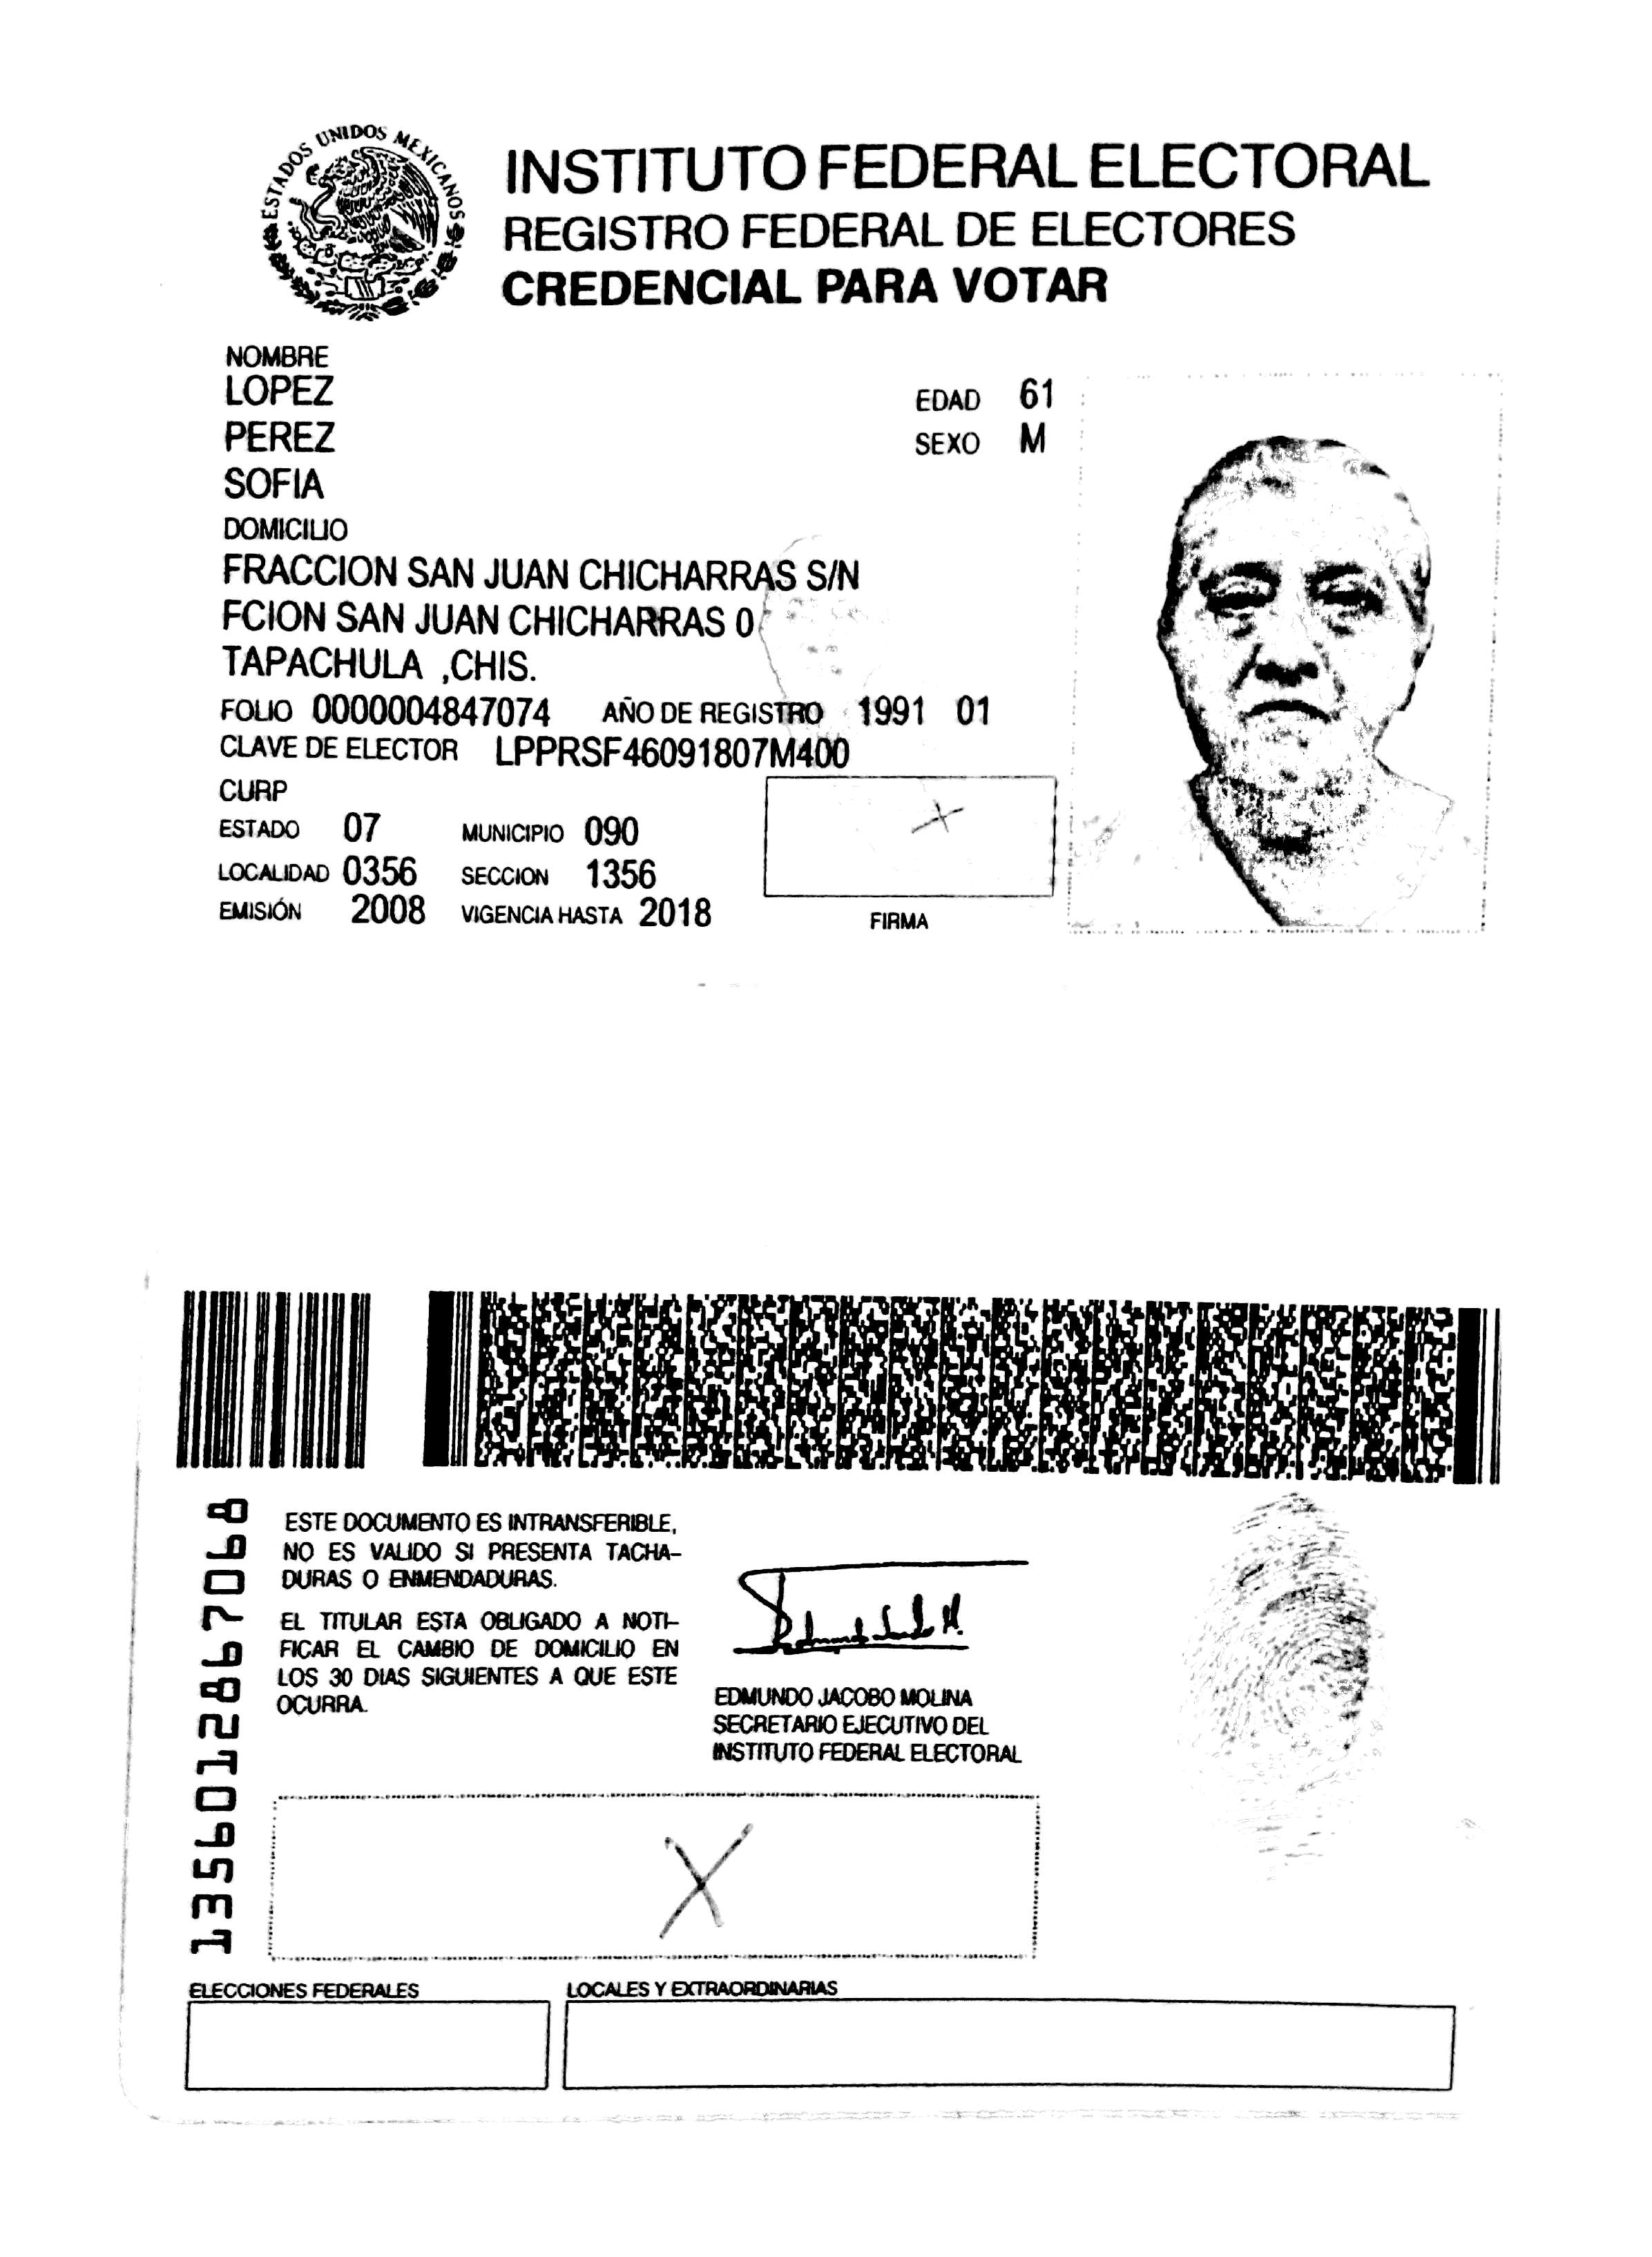 ESTADOS UNIDOS MEXICANOS
INSTITUTO FEDERAL ELECTORAL
REGISTRO FEDERAL DE ELECTORES
CREDENCIAL PARA VOTAR
NOMBRE
LOPEZ
PEREZ
SOFIA
EDAD 61
SEXO M
DOMICILIO
FRACCION SAN JUAN CHICHARRAS S/N
FCION SAN JUAN CHICHARRAS 0
TAPACHULA ,CHIS.
FOLIO 0000004847074 AÑO DE REGISTRO 1991 01
CLAVE DE ELECTOR LPPRSF46091807M400
CURP
ESTADO 07 MUNICIPIO 090
LOCALIDAD 0356 SECCION 1356
EMISIÓN 2008 VIGENCIA HASTA 2018
FIRMA
1356012867068
ESTE DOCUMENTO ES INTRANSFERIBLE,
NO ES VALIDO SI PRESENTA TACHA-
DURAS O ENMENDADURAS.
EL TITULAR ESTA OBLIGADO A NOTI-
FICAR EL CAMBIO DE DOMICILIO EN
LOS 30 DIAS SIGUIENTES A QUE ESTE
OCURRA.
EDMUNDO JACOBO MOLINA
SECRETARIO EJECUTIVO DEL
INSTITUTO FEDERAL ELECTORAL
X
ELECCIONES FEDERALES
LOCALES Y EXTRAORDINARIAS